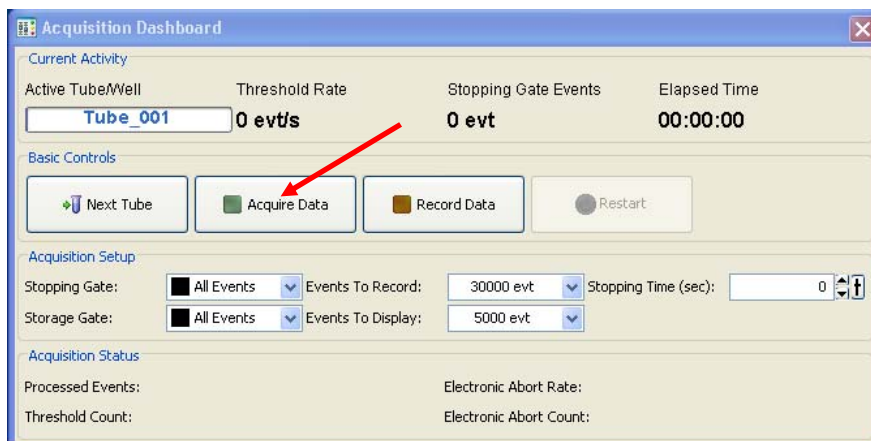 Acquisition Dashboard
Current Activity
Active Tube/Well Threshold Rate Stopping Gate Events Elapsed Time
Tube_001 0 evt/s 0 evt 00:00:00
Basic Controls
Next Tube Acquire Data Record Data Restart
Acquisition Setup
Stopping Gate: All Events Events To Record: 30000 evt Stopping Time (sec): 0
Storage Gate: All Events Events To Display: 5000 evt
Acquisition Status
Processed Events: Electronic Abort Rate:
Threshold Count: Electronic Abort Count: